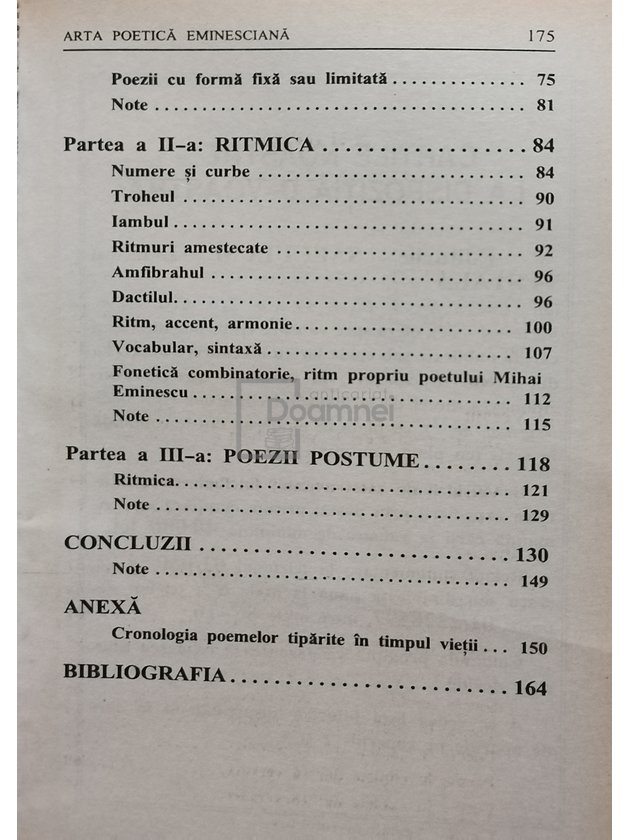 ARTA POETICĂ EMINESCIANĂ 175
Poezii cu formă fixă sau limitată .............. 75
Note ................................... 81
Partea a II-a: RITMICA .................... 84
Numere și curbe ........................... 84
Troheul ................................. 90
Iambul .................................. 91
Ritmuri amestecate ......................... 92
Amfibrahul ............................... 96
Dactilul................................... 96
Ritm, accent, armonie....................... 100
Vocabular, sintaxă ......................... 107
Fonetică combinatorie, ritm propriu poetului Mihai
Eminescu ................................ 112
Note ................................... 115
anticariat
Doamnei
Partea a III-a: POEZII POSTUME ........ 118
Ritmica................................... 121
Note ................................... 129
CONCLUZII ............................. 130
Note ................................... 149
ANEXĂ
Cronologia poemelor tipărite în timpul vieții ... 150
BIBLIOGRAFIA ......................... 164